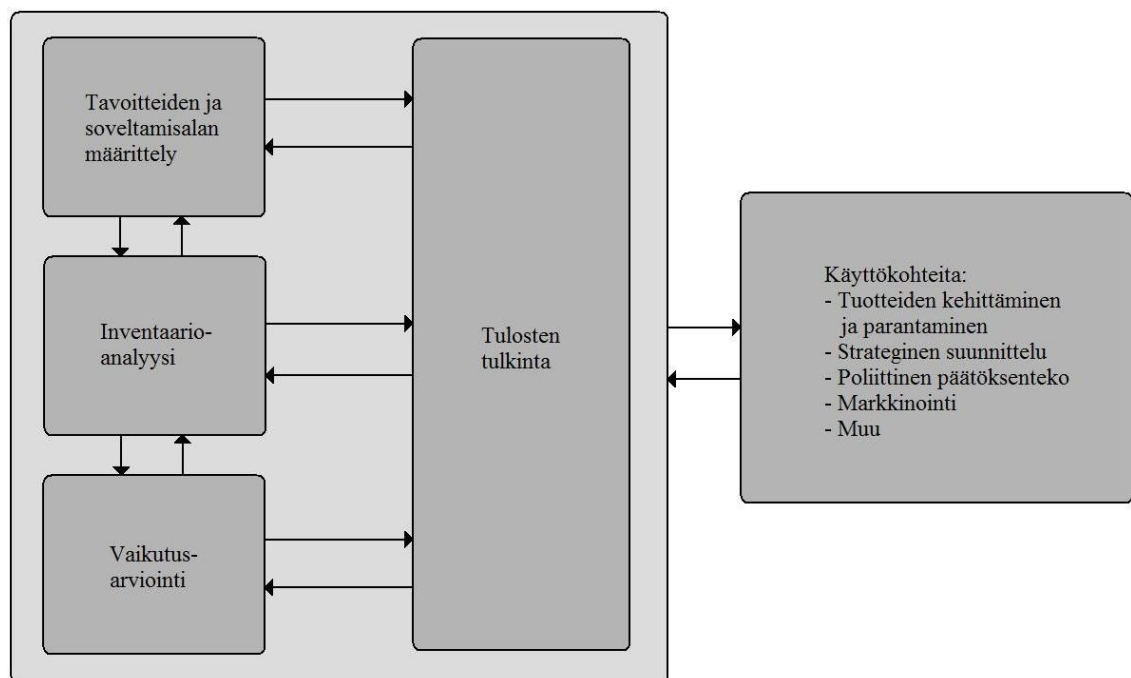 Tavoitteiden ja
soveltamisalan
määrittely
Inventaario-
analyysi
Vaikutus-
arviointi
Tulosten
tulkinta
Käyttökohteita:
- Tuotteiden kehittäminen
ja parantaminen
- Strateginen suunnittelu
- Poliittinen päätöksenteko
- Markkinointi
- Muu